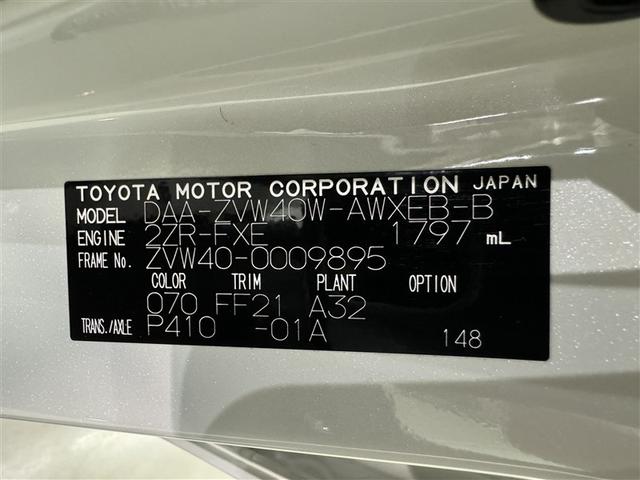 TOYOTA MOTOR CORPORATION JAPAN
MODEL DAA-ZVW40W-AWXEB-B
ENGINE 2ZR-FXE 1797 mL
FRAME No. ZVW40-0009895
COLOR TRIM PLANT OPTION
070 FF21 A32
TRANS./AXLE P410 -01A 148